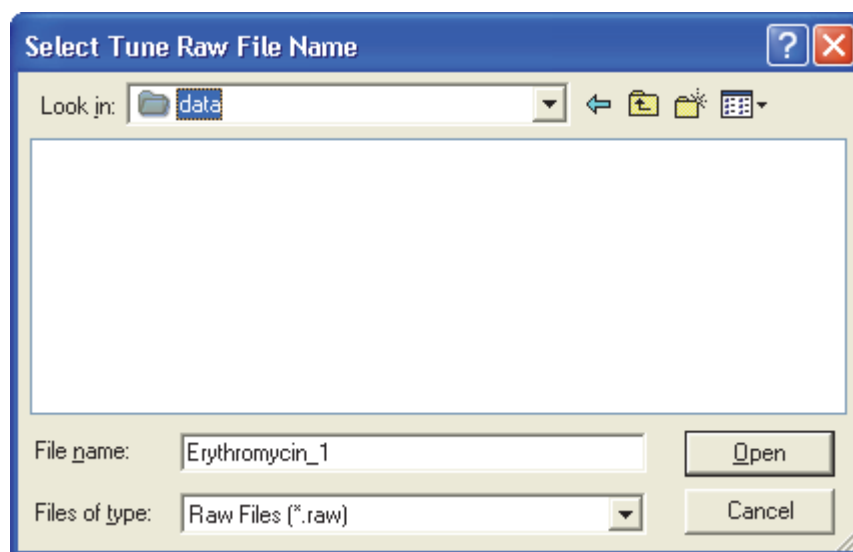 Select Tune Raw File Name
Look in: data
File name: Erythromycin_1 Open
Files of type: Raw Files (*.raw) Cancel